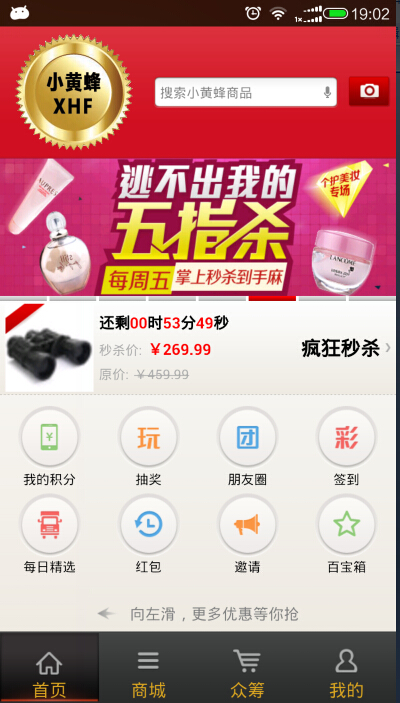 1× 19:02
小黄蜂
XHF
搜索小黄蜂商品
SUPRESS
逃不出我的
五指杀
每周五 掌上秒杀到手麻
个护美妆
专场
LANCOME
还剩00时53分49秒
秒杀价: ￥269.99
疯狂秒杀
原价: ￥459.99
¥ 玩 团 彩
我的积分 抽奖 朋友圈 签到
每日精选 红包 邀请 百宝箱
向左滑，更多优惠等你抢
首页 商城 众筹 我的